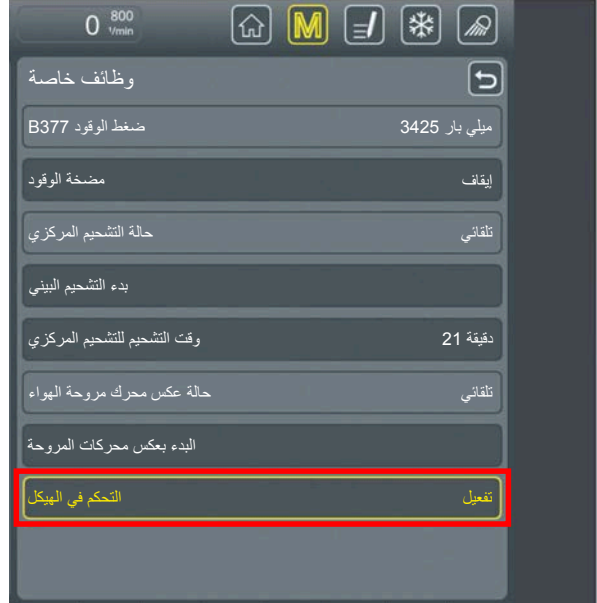 0 800
1/min
M
وظائف خاصة
ضغط الوقود B377 ميلي بار 3425
مضخة الوقود إيقاف
حالة التشحيم المركزي تلقائي
بدء التشحيم البيني
وقت التشحيم للتشحيم المركزي دقيقة 21
حالة عكس محرك مروحة الهواء تلقائي
البدء بعكس محركات المروحة
التحكم في الهيكل تفعيل